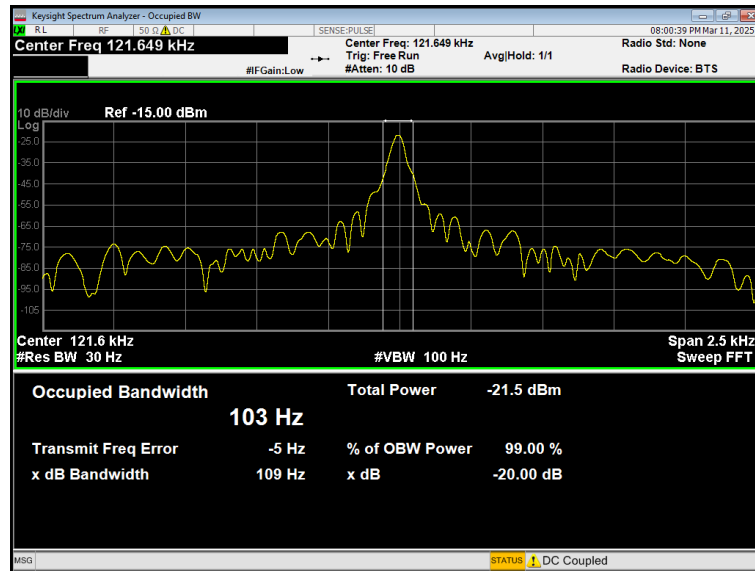 Keysight Spectrum Analyzer - Occupied BW
LXI RL RF 50 Ω DC SENSE:PULSE 08:00:39 PM Mar 11, 2025
Center Freq 121.649 kHz Center Freq: 121.649 kHz Radio Std: None
Trig: Free Run Avg|Hold: 1/1
#IFGain:Low #Atten: 10 dB Radio Device: BTS
10 dB/div Ref -15.00 dBm
Log
-25.0
-35.0
-45.0
-55.0
-65.0
-75.0
-85.0
-95.0
-105
Center 121.6 kHz Span 2.5 kHz
#Res BW 30 Hz #VBW 100 Hz Sweep FFT
Occupied Bandwidth Total Power -21.5 dBm
103 Hz
Transmit Freq Error -5 Hz % of OBW Power 99.00 %
x dB Bandwidth 109 Hz x dB -20.00 dB
MSG STATUS DC Coupled